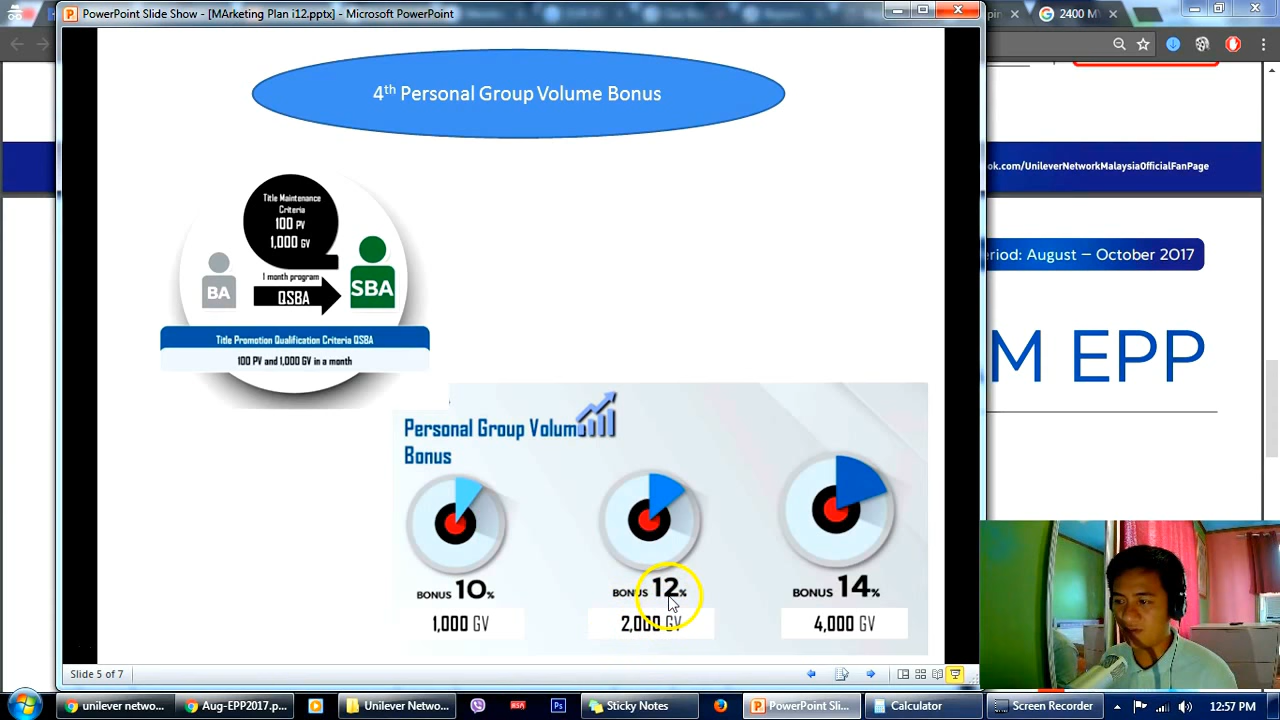 PowerPoint Slide Show - [MArketing Plan i12.pptx] - Microsoft PowerPoint
2400 M
4th Personal Group Volume Bonus
Title Maintenance
Criteria
100 PV
1,000 GV
BA
1 month program
QSBA
SBA
Title Promotion Qualification Criteria QSBA
100 PV and 1,000 GV in a month
Personal Group Volum
Bonus
BONUS 10%
1,000 GV
BONUS 12%
2,000 GV
BONUS 14%
4,000 GV
ok.com/UnileverNetworkMalaysiaOfficialFanPage
eriod: August – October 2017
M EPP
Slide 5 of 7
unilever netwo...
Aug-EPP2017.p...
Unilever Networ...
Ps
Sticky Notes
PowerPoint Sli...
Calculator
Screen Recorder
12:57 PM